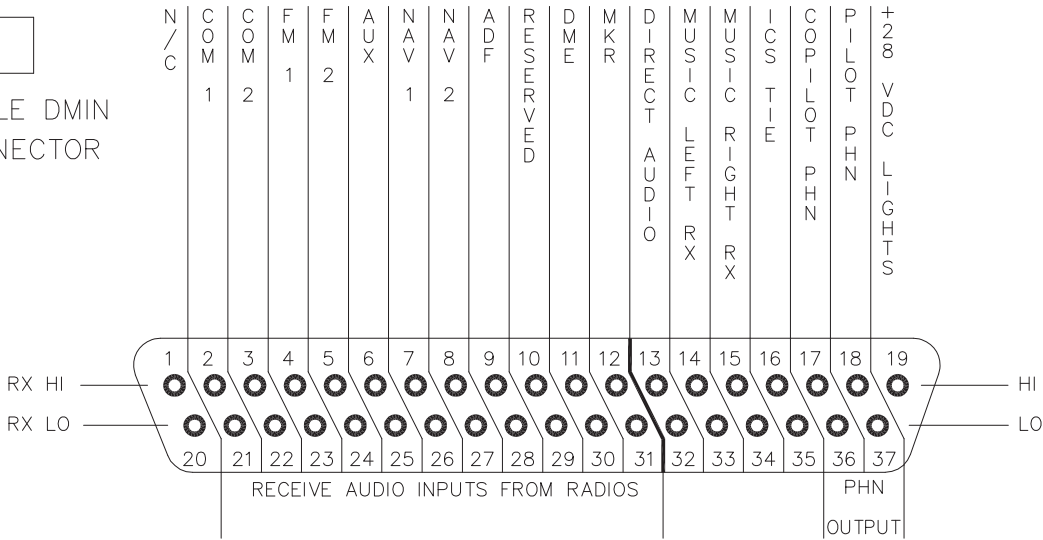 N/C
COM 1
COM 2
FM 1
FM 2
AUX
NAV 1
NAV 2
ADF
RESERVED
DME
MKR
DIRECT AUDIO
MUSIC LEFT RX
MUSIC RIGHT RX
ICS TIE
COPILOT PHN
PILOT PHN
+28 VDC LIGHTS
LE DMIN
NECTOR
1 2 3 4 5 6 7 8 9 10 11 12 13 14 15 16 17 18 19
RX HI HI
RX LO LO
20 21 22 23 24 25 26 27 28 29 30 31 32 33 34 35 36 37
RECEIVE AUDIO INPUTS FROM RADIOS PHN
OUTPUT